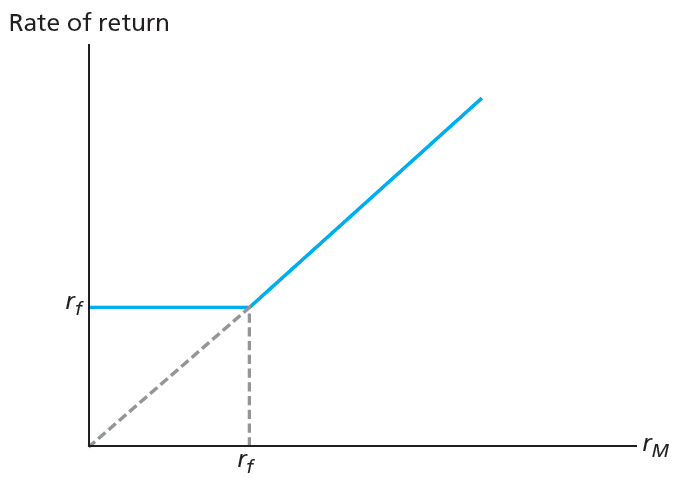 Rate of return
r_f
r_f
r_M